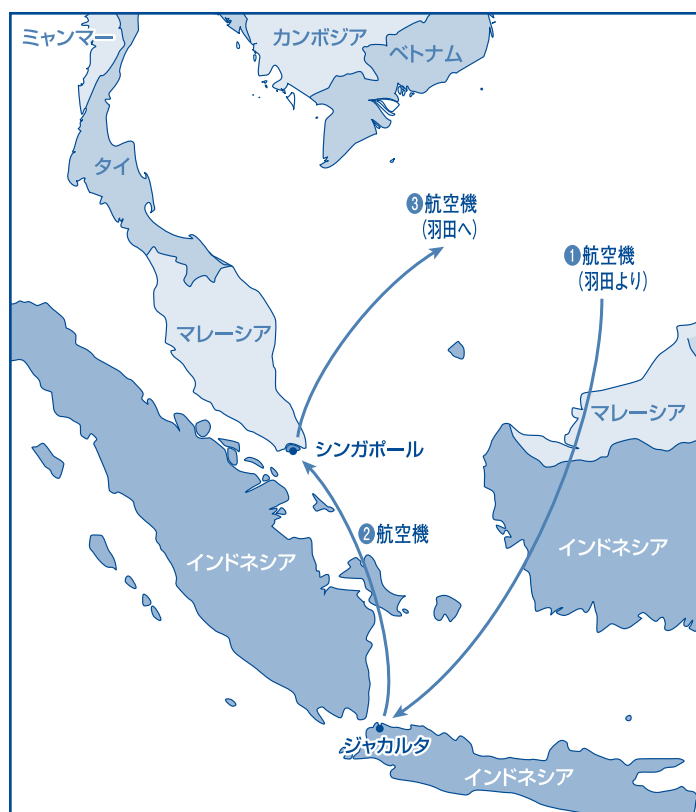 ミャンマー
カンボジア
ベトナム
タイ
❸航空機
(羽田へ)
❶航空機
(羽田より)
マレーシア
マレーシア
シンガポール
❷航空機
インドネシア
インドネシア
ジャカルタ
インドネシア